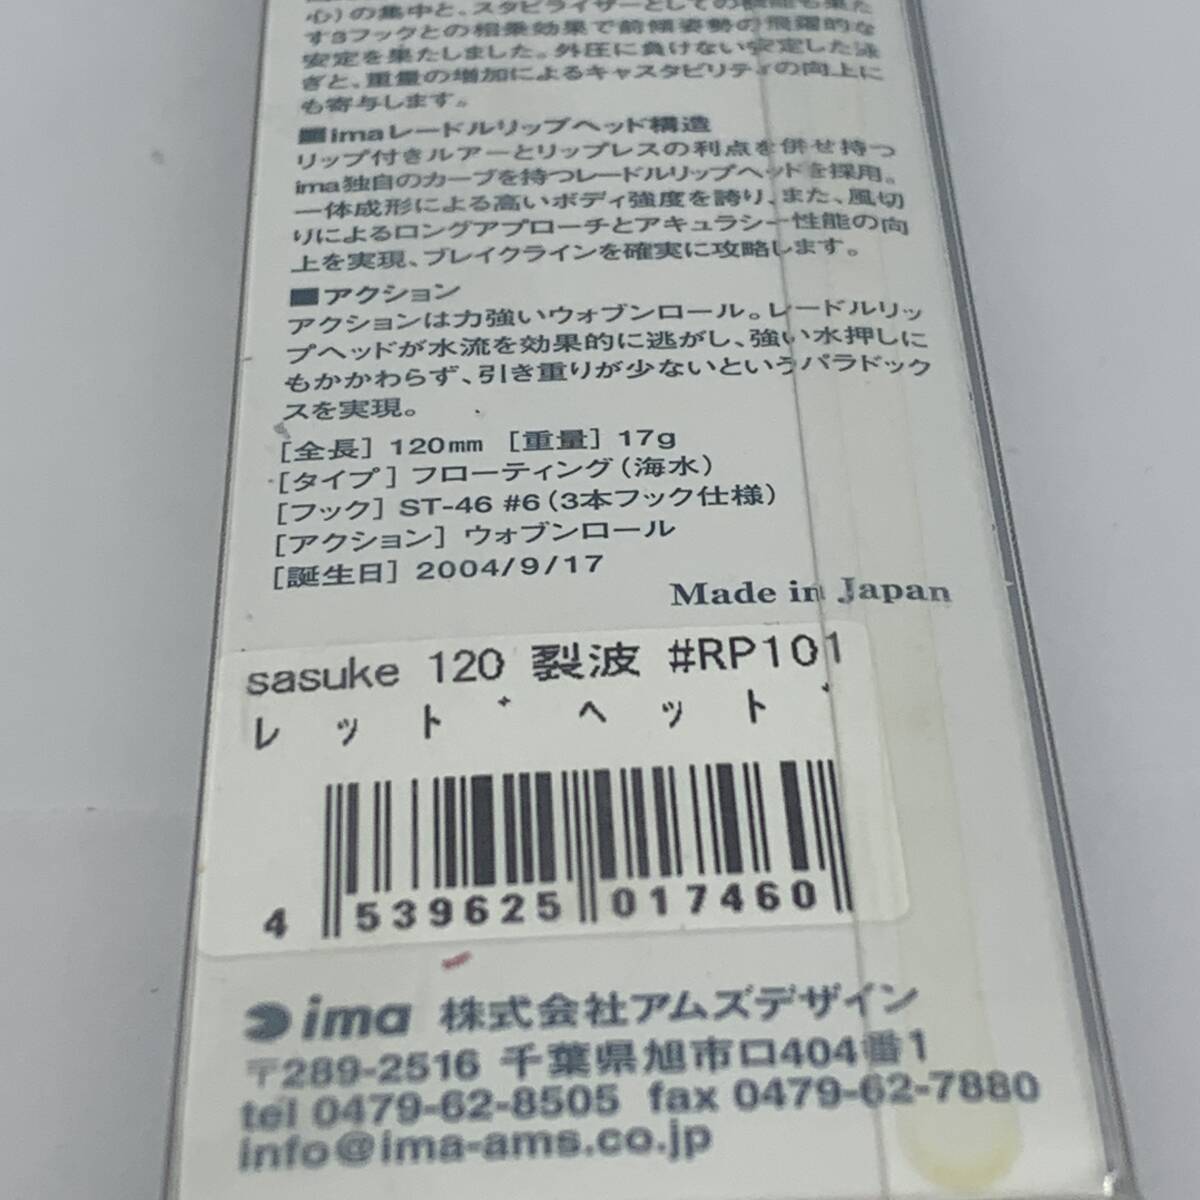 心)の集中と、スタビライザーとしての機能も果た
す3フックとの相乗効果で前傾姿勢の飛躍的な
安定を果たしました。外圧に負けない安定した泳
ぎと、重量の増加によるキャスタビリティの向上に
も寄与します。
■imaレードルリップヘッド構造
リップ付きルアーとリップレスの利点を併せ持つ
ima独自のカーブを持つレードルリップヘッドを採用。
一体成形による高いボディ強度を誇り、また、風切
りによるロングアプローチとアキュラシー性能の向
上を実現、ブレイクラインを確実に攻略します。
■アクション
アクションは力強いウォブンロール。レードルリッ
プヘッドが水流を効果的に逃がし、強い水押しに
もかかわらず、引き重りが少ないというパラドック
スを実現。
[全長] 120mm [重量] 17g
[タイプ] フローティング(海水)
[フック] ST-46 #6(3本フック仕様)
[アクション] ウォブンロール
[誕生日] 2004/9/17
Made in Japan
sasuke 120 裂波 #RP101
レッドヘッド
4 539625 017460
ima 株式会社アムズデザイン
〒289-2516 千葉県旭市ロ404番1
tel 0479-62-8505 fax 0479-62-7880
info@ima-ams.co.jp